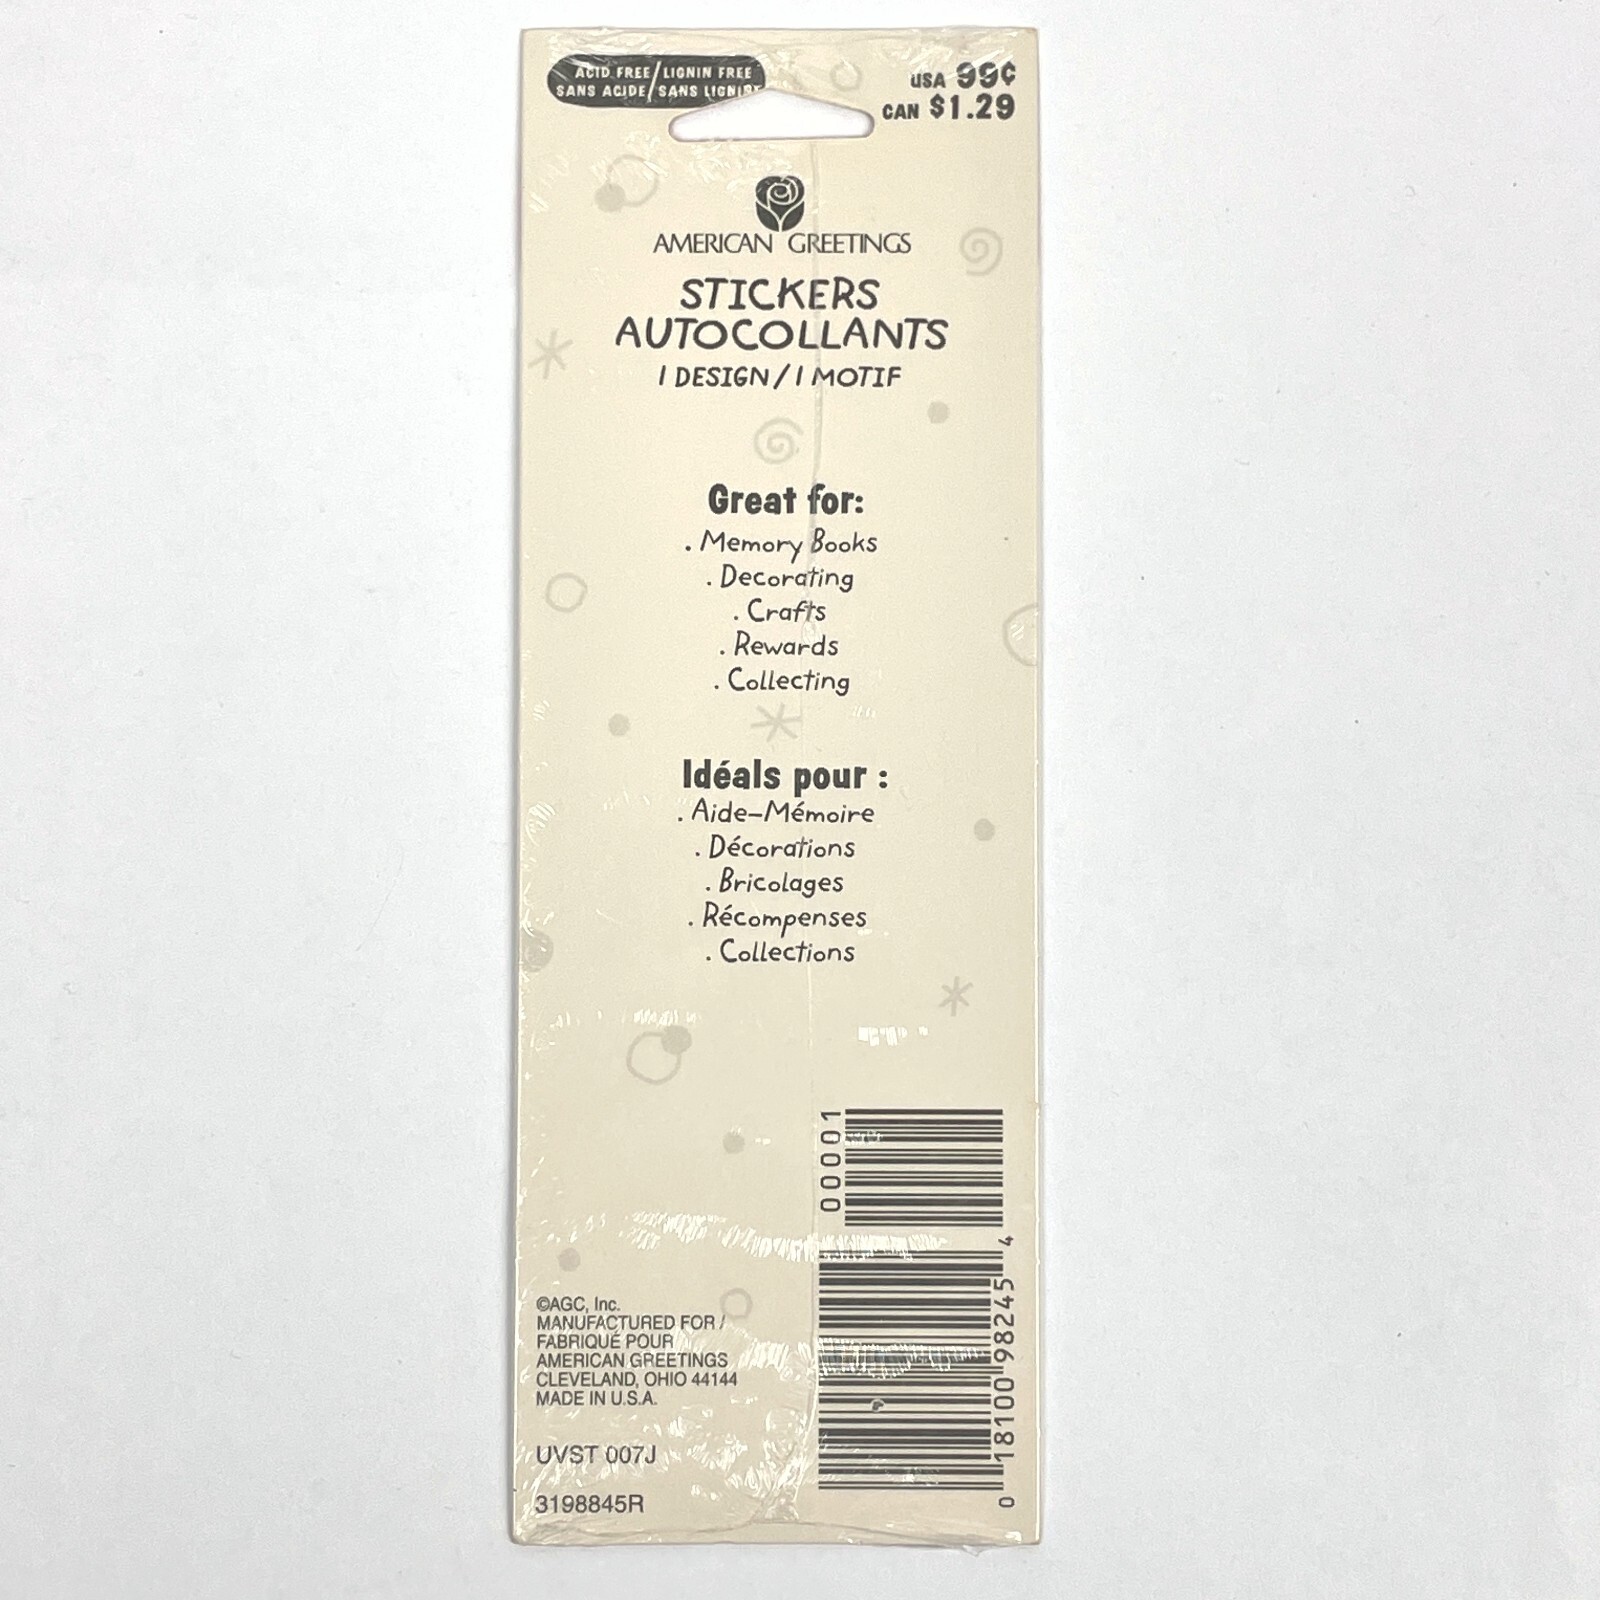 ACID FREE/LIGNIN FREE
SANS ACIDE/SANS LIGNINE
USA 99¢
CAN $1.29
AMERICAN GREETINGS
STICKERS
AUTOCOLLANTS
1 DESIGN/1 MOTIF
Great for:
. Memory Books
. Decorating
. Crafts
. Rewards
. Collecting
Idéals pour :
. Aide-Mémoire
. Décorations
. Bricolages
. Récompenses
. Collections
00001
0 18100 98245 4
©AGC, Inc.
MANUFACTURED FOR /
FABRIQUÉ POUR
AMERICAN GREETINGS
CLEVELAND, OHIO 44144
MADE IN U.S.A.
UVST 007J
3198845R